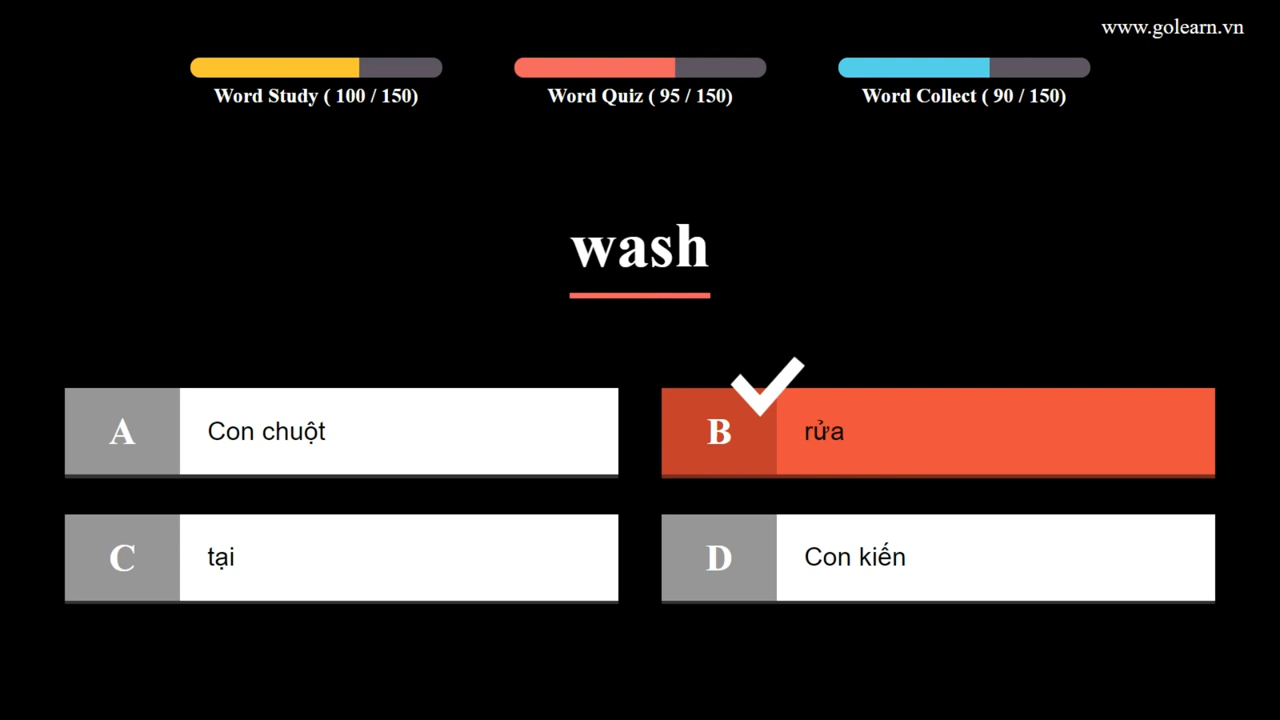 www.golearn.vn
Word Study ( 100 / 150)
Word Quiz ( 95 / 150)
Word Collect ( 90 / 150)
wash
A
Con chuột
B
rửa
C
tại
D
Con kiến